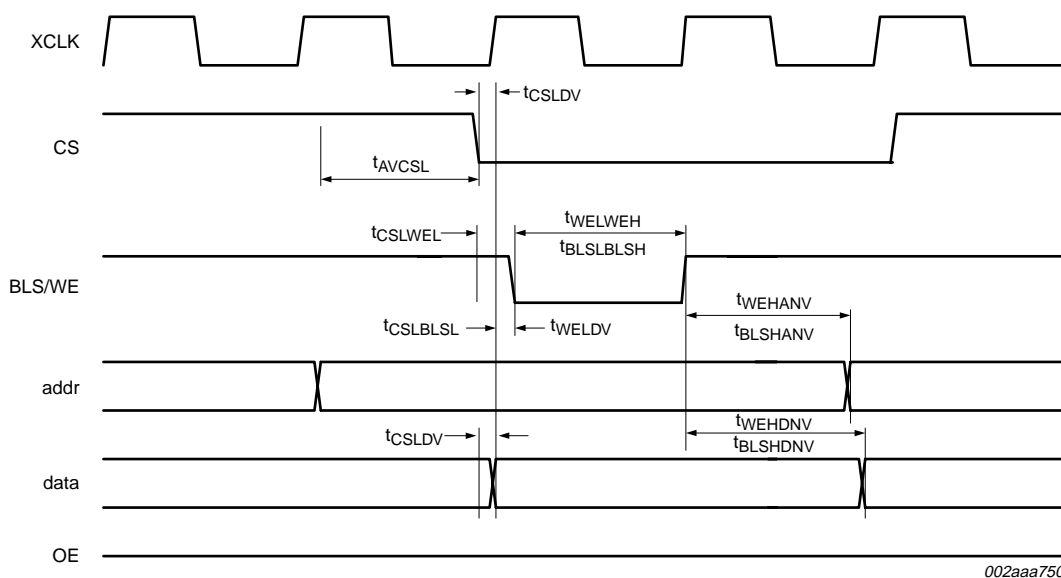 XCLK
tCSLDV
CS
tAVCSL
tCSLWEL
tWELWEH
tBLSLBLSH
BLS/WE
tWEHANV
tCSLBLSL
tWELDV
tBLSHANV
addr
tWEHDNV
tCSLDV
tBLSHDNV
data
OE
002aaa750